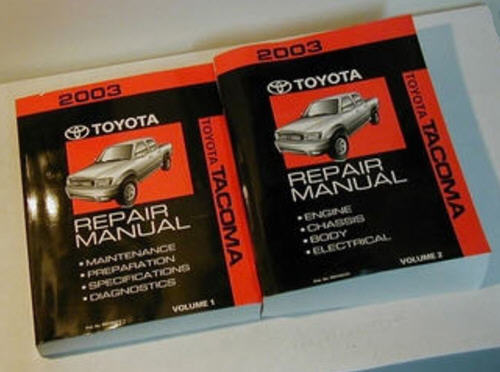 2003
TOYOTA
TOYOTA TACOMA
REPAIR
MANUAL
• MAINTENANCE
• PREPARATION
• SPECIFICATIONS
• DIAGNOSTICS
VOLUME 1
2003
TOYOTA
TOYOTA TACOMA
REPAIR
MANUAL
• ENGINE
• CHASSIS
• BODY
• ELECTRICAL
VOLUME 2